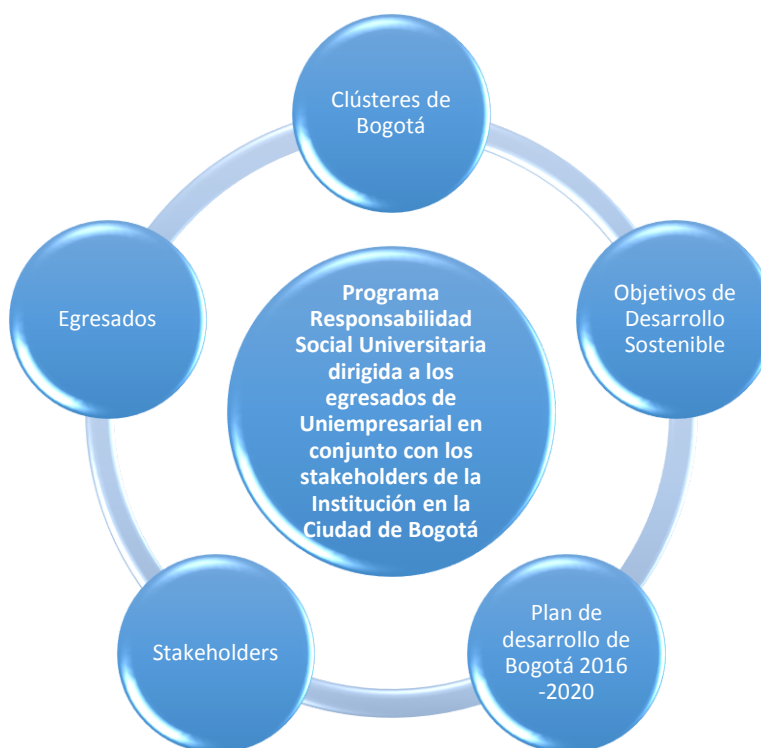 Clústeres de
Bogotá
Egresados
Objetivos de
Desarrollo
Sostenible
Programa
Responsabilidad
Social Universitaria
dirigida a los
egresados de
Uniempresarial en
conjunto con los
stakeholders de la
Institución en la
Ciudad de Bogotá
Stakeholders
Plan de
desarrollo de
Bogotá 2016
-2020